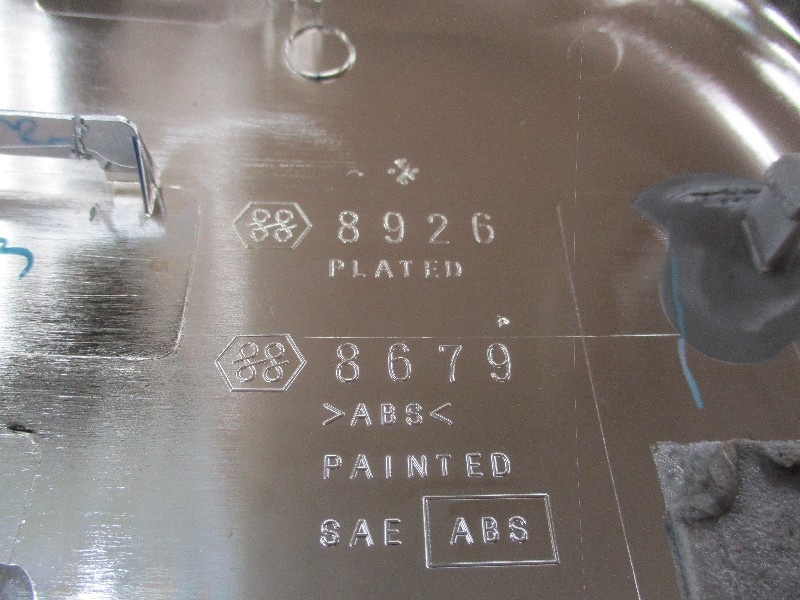 8926
PLATED
8679
>ABS<
PAINTED
SAE ABS